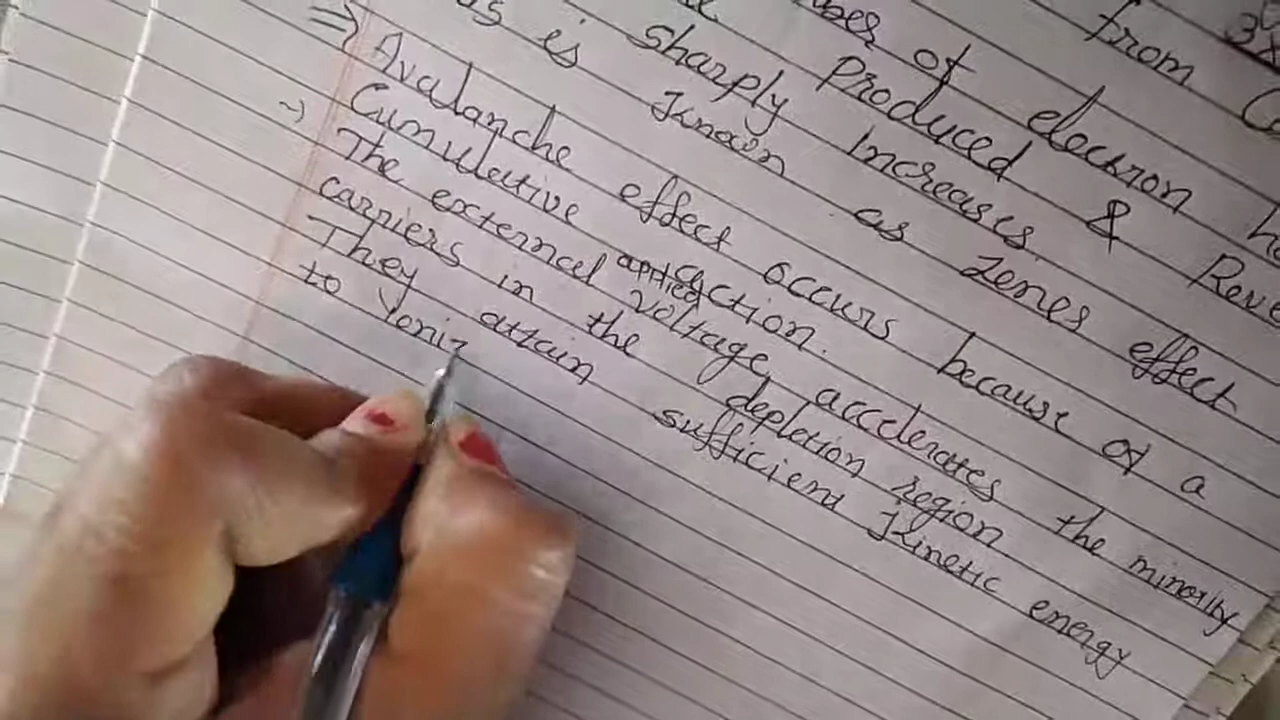 from
of electron
Produced & Reve
sharply Increases
is Known as Zener effect
⇒ Avalanche effect occurs because of a
Cumulative action.
→ The external applied voltage, accelerates the minority
carriers in the depletion region
They attain sufficient Kinetic energy
to Ioniz